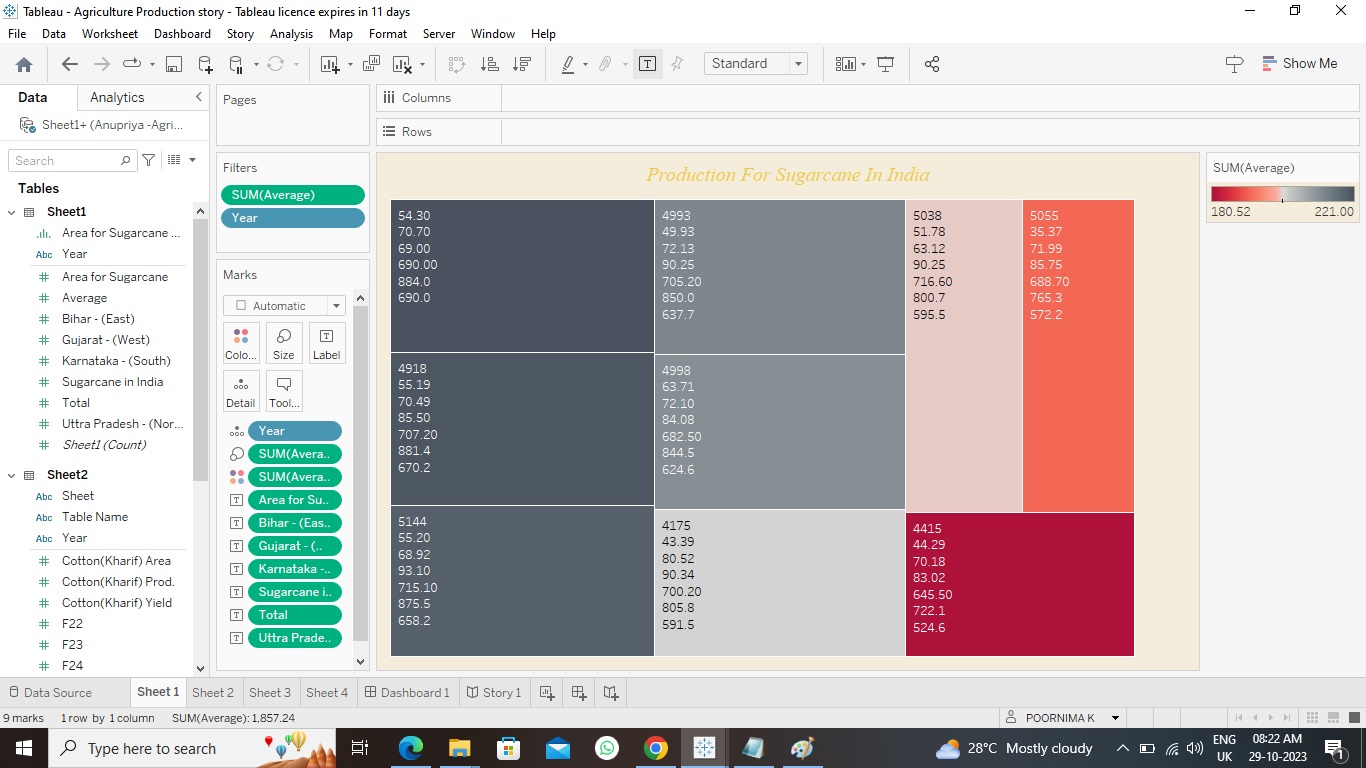 Tableau - Agriculture Production story - Tableau licence expires in 11 days
File Data Worksheet Dashboard Story Analysis Map Format Server Window Help
Standard
Show Me
Data Analytics
Sheet1+ (Anupriya -Agri...
Search
Tables
Sheet1
Area for Sugarcane ...
Abc Year
Area for Sugarcane
Average
Bihar - (East)
Gujarat - (West)
Karnataka - (South)
Sugarcane in India
Total
Uttra Pradesh - (Nor...
Sheet1 (Count)
Sheet2
Abc Sheet
Abc Table Name
Abc Year
Cotton(Kharif) Area
Cotton(Kharif) Prod.
Cotton(Kharif) Yield
F22
F23
F24
Pages
Filters
SUM(Average)
Year
Marks
Automatic
Colo... Size T Label
Detail Tool...
Year
SUM(Avera..
SUM(Avera..
T Area for Su..
T Bihar - (Eas..
T Gujarat - (..
T Karnataka -..
T Sugarcane i..
T Total
T Uttra Prade..
Columns
Rows
Production For Sugarcane In India
54.30
70.70
69.00
690.00
884.0
690.0
4918
55.19
70.49
85.50
707.20
881.4
670.2
5144
55.20
68.92
93.10
715.10
875.5
658.2
4993
49.93
72.13
90.25
705.20
850.0
637.7
4998
63.71
72.10
84.08
682.50
844.5
624.6
4175
43.39
80.52
90.34
700.20
805.8
591.5
5038
51.78
63.12
90.25
716.60
800.7
595.5
5055
35.37
71.99
85.75
688.70
765.3
572.2
4415
44.29
70.18
83.02
645.50
722.1
524.6
SUM(Average)
180.52 221.00
Data Source Sheet 1 Sheet 2 Sheet 3 Sheet 4 Dashboard 1 Story 1
9 marks 1 row by 1 column SUM(Average): 1,857.24
POORNIMA K
Type here to search
28°C Mostly cloudy
ENG
UK
08:22 AM
29-10-2023
1